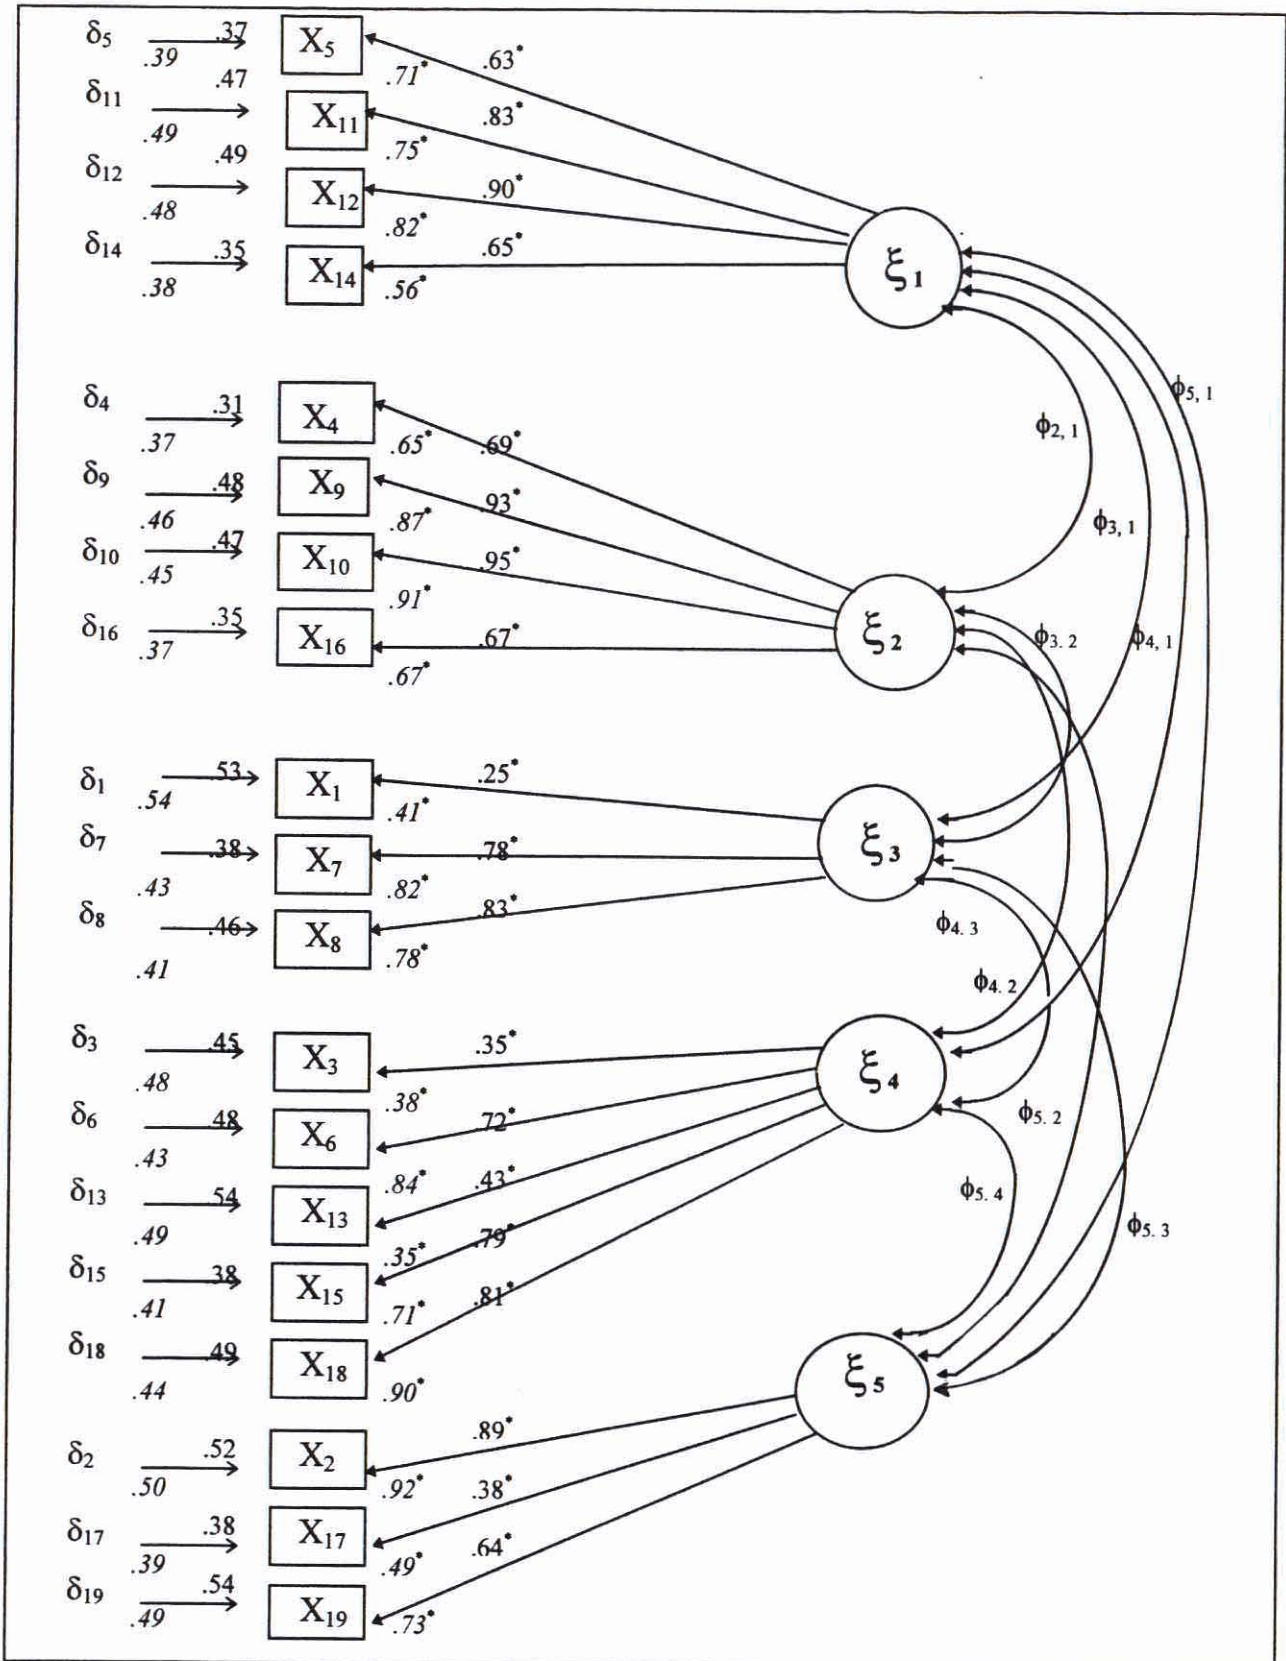 δ5 .37 X5 .63*
.39 .71*
δ11 .47 X11 .83*
.49 .75*
δ12 .49 X12 .90*
.48 .82*
δ14 .35 X14 .65* ξ1
.38 .56*
ϕ5, 1
δ4 .31 X4 ϕ2, 1
.37 .65* .69*
δ9 .48 X9 .93*
.46 .87* ϕ3, 1
δ10 .47 X10 .95*
.45 .91*
δ16 .35 X16 .67* ξ2 ϕ3. 2 ϕ4, 1
.37 .67*
δ1 .53 X1 .25*
.54 .41*
δ7 .38 X7 .78* ξ3
.43 .82*
δ8 .46 X8 .83*
.41 .78* ϕ4. 3
ϕ4. 2
δ3 .45 X3 .35* ξ4
.48 .38*
δ6 .48 X6 .72* ϕ5. 2
.43 .84* .43*
δ13 .54 X13 ϕ5. 4
.49 .35* .79* ϕ5. 3
δ15 .38 X15 .81*
.41 .71*
δ18 .49 X18 ξ5
.44 .90*
δ2 .52 X2 .89*
.50 .92* .38*
δ17 .38 X17 .64*
.39 .49*
δ19 .54 X19
.49 .73*